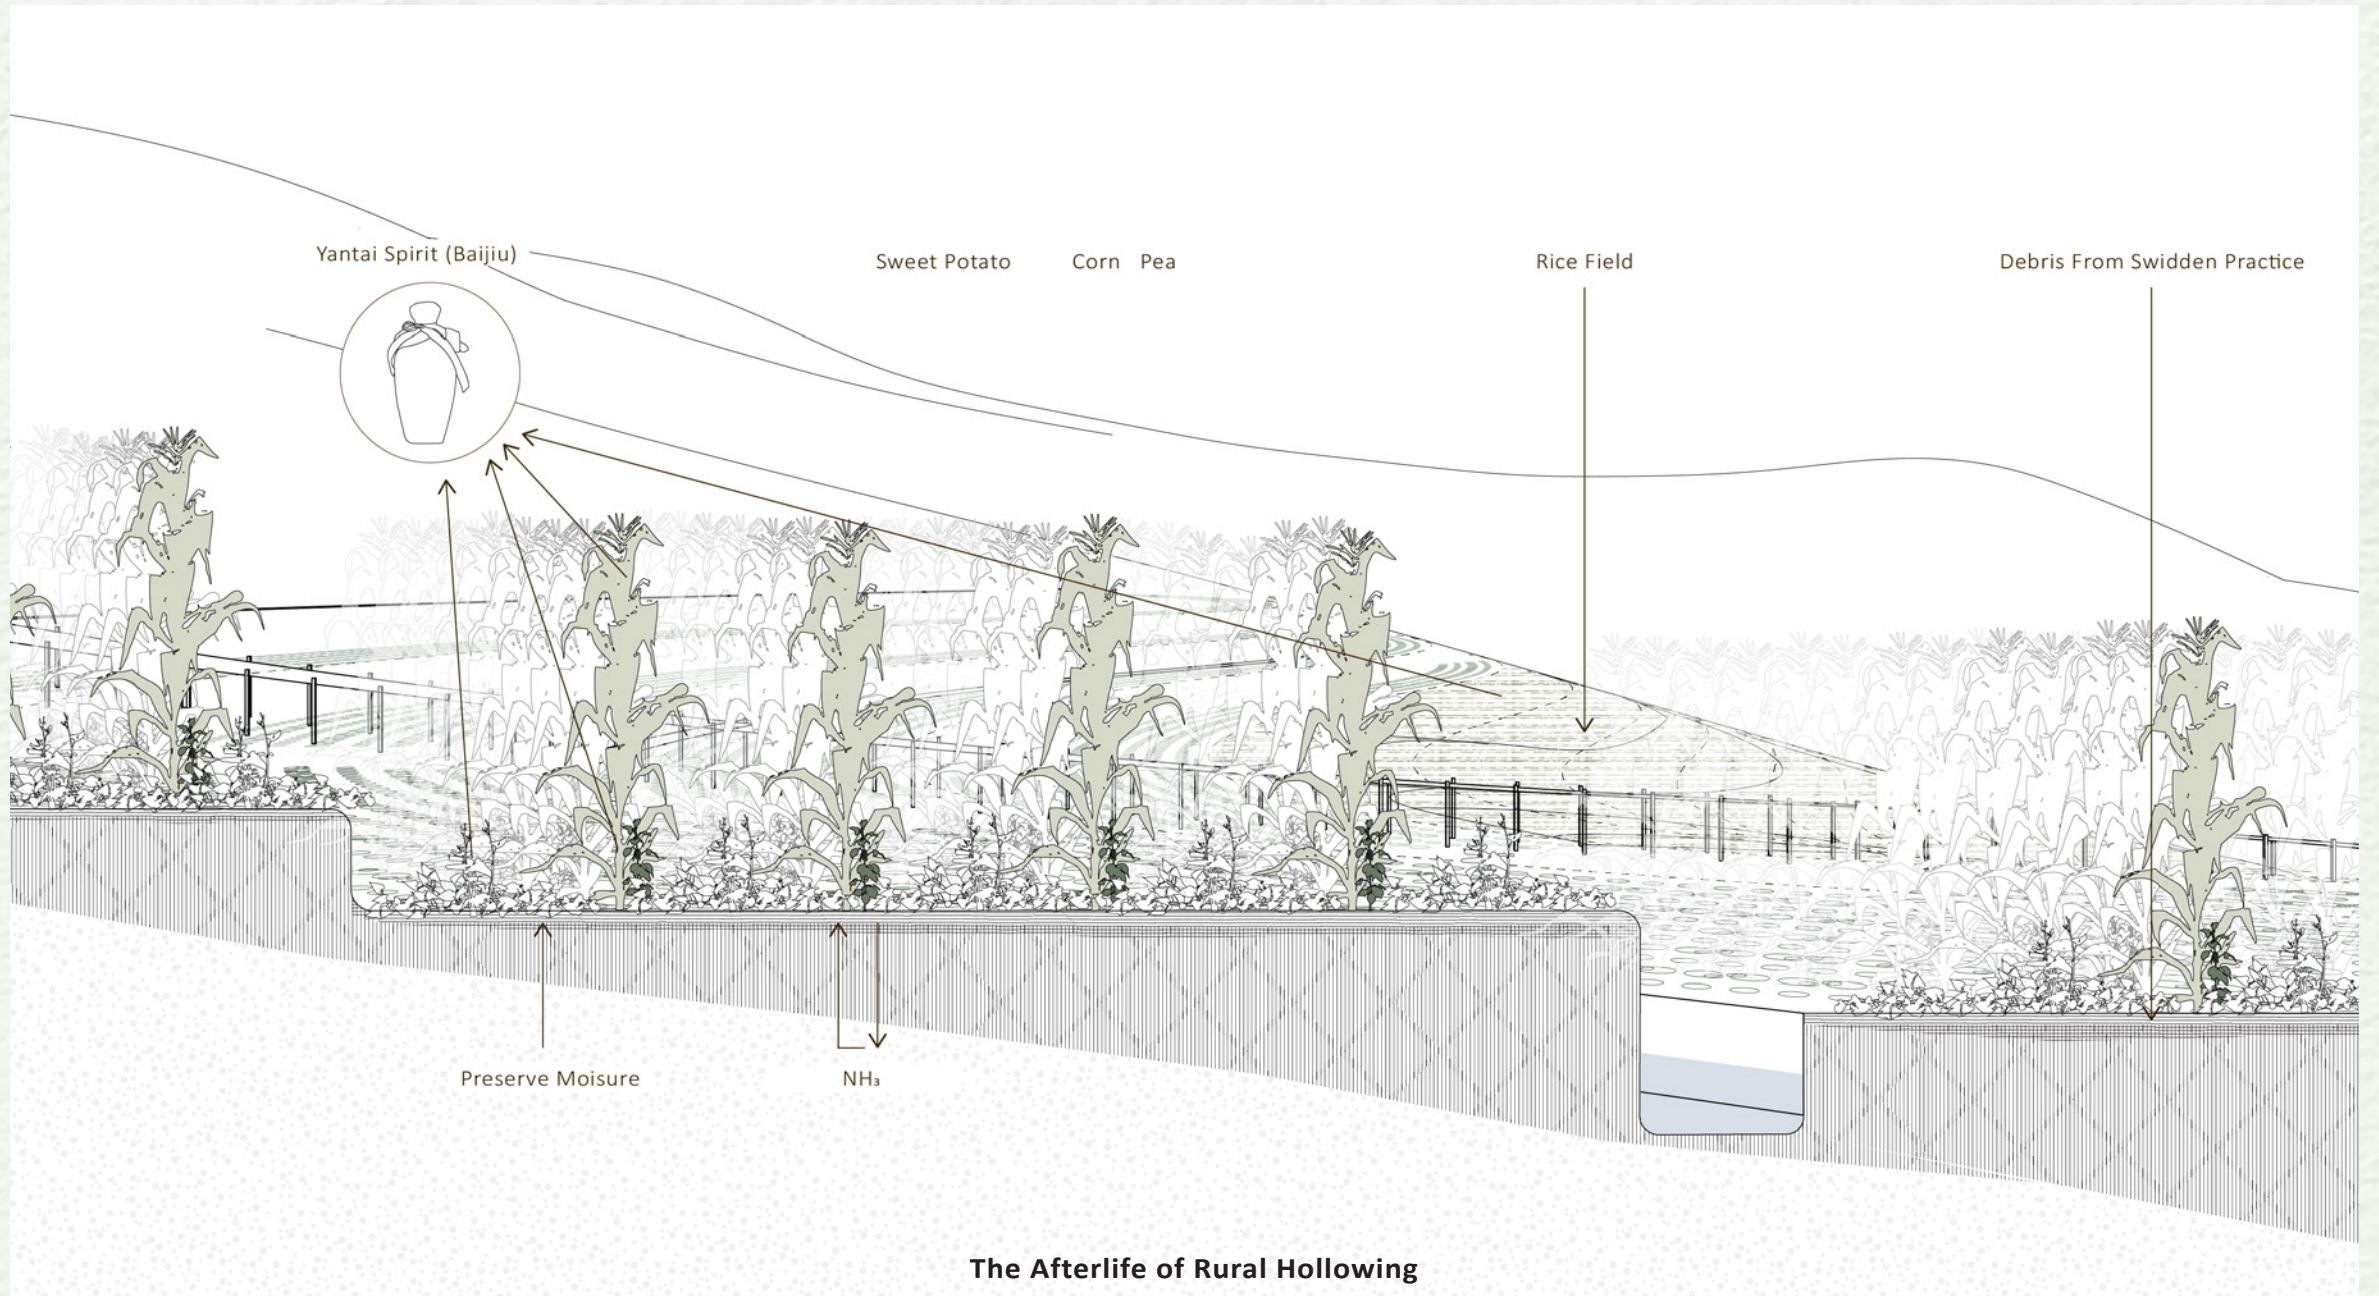 Yantai Spirit (Baijiu)
Sweet Potato
Corn
Pea
Rice Field
Debris From Swidden Practice
Preserve Moisure
NH₃
The Afterlife of Rural Hollowing